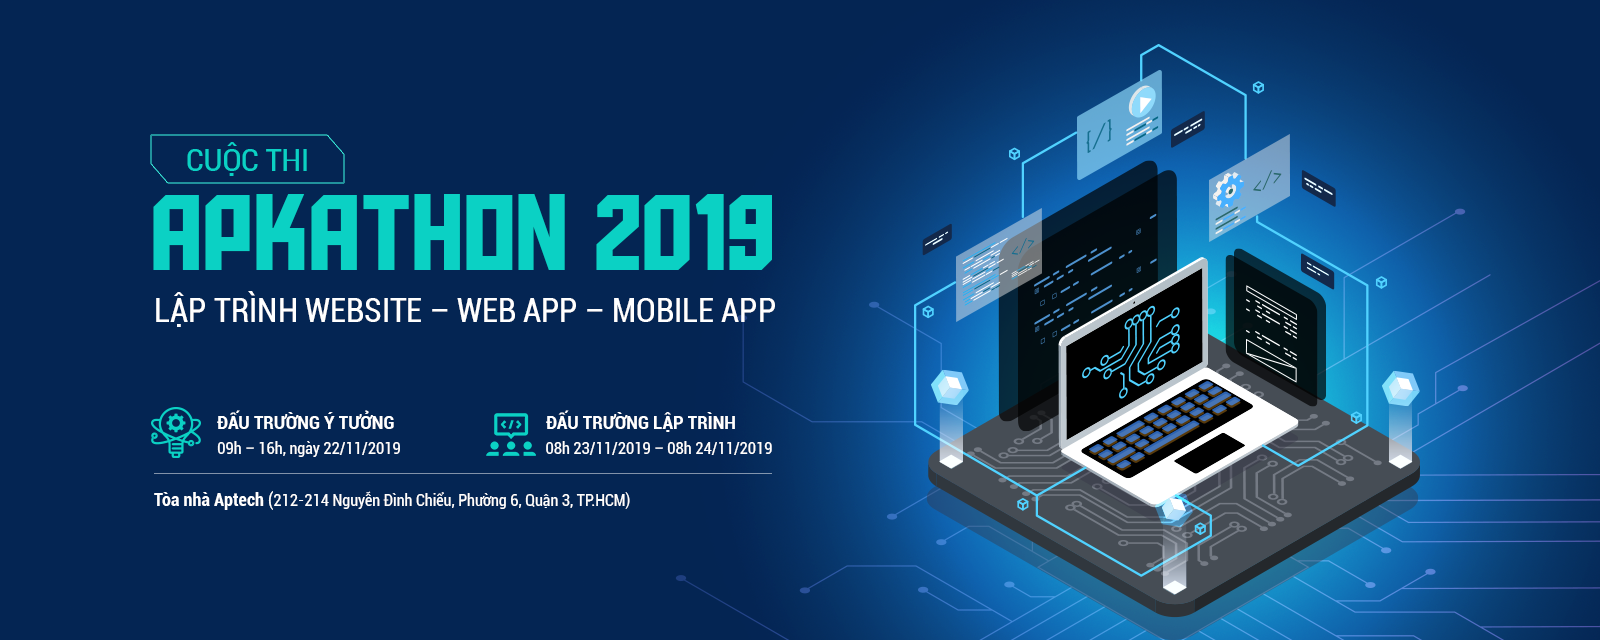 CUỘC THI
APKATHON 2019
LẬP TRÌNH WEBSITE – WEB APP – MOBILE APP
ĐẤU TRƯỜNG Ý TƯỞNG
09h – 16h, ngày 22/11/2019
ĐẤU TRƯỜNG LẬP TRÌNH
08h 23/11/2019 – 08h 24/11/2019
Tòa nhà Aptech (212-214 Nguyễn Đình Chiểu, Phường 6, Quận 3, TP.HCM)
{/}
</>
</>
</>